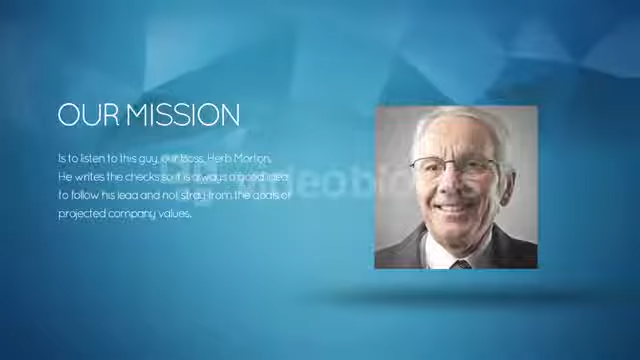 OUR MISSION
Is to listen to this guy, our boss, Herb Morton.
He writes the checks so it is always a good idea
to follow his lead and not stray from the goals of
projected company values.
videoblocks